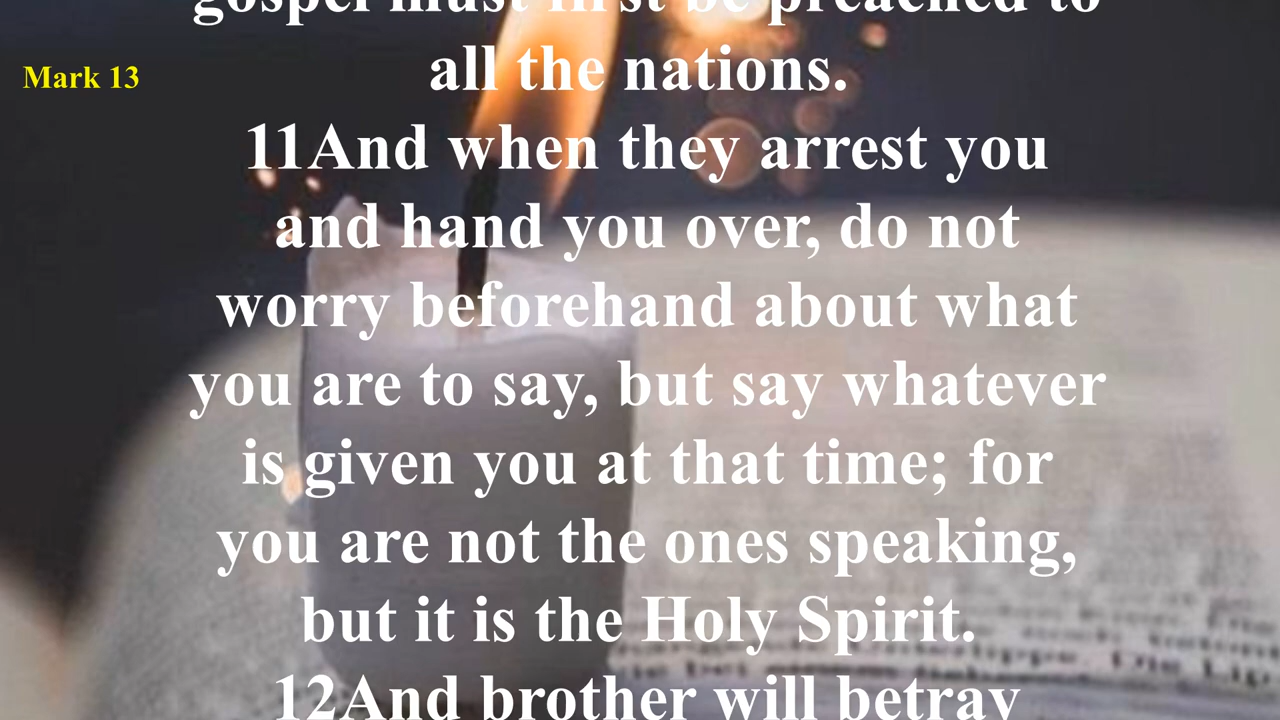 gospel must first be preached to
Mark 13
all the nations.
11And when they arrest you
and hand you over, do not
worry beforehand about what
you are to say, but say whatever
is given you at that time; for
you are not the ones speaking,
but it is the Holy Spirit.
12And brother will betray